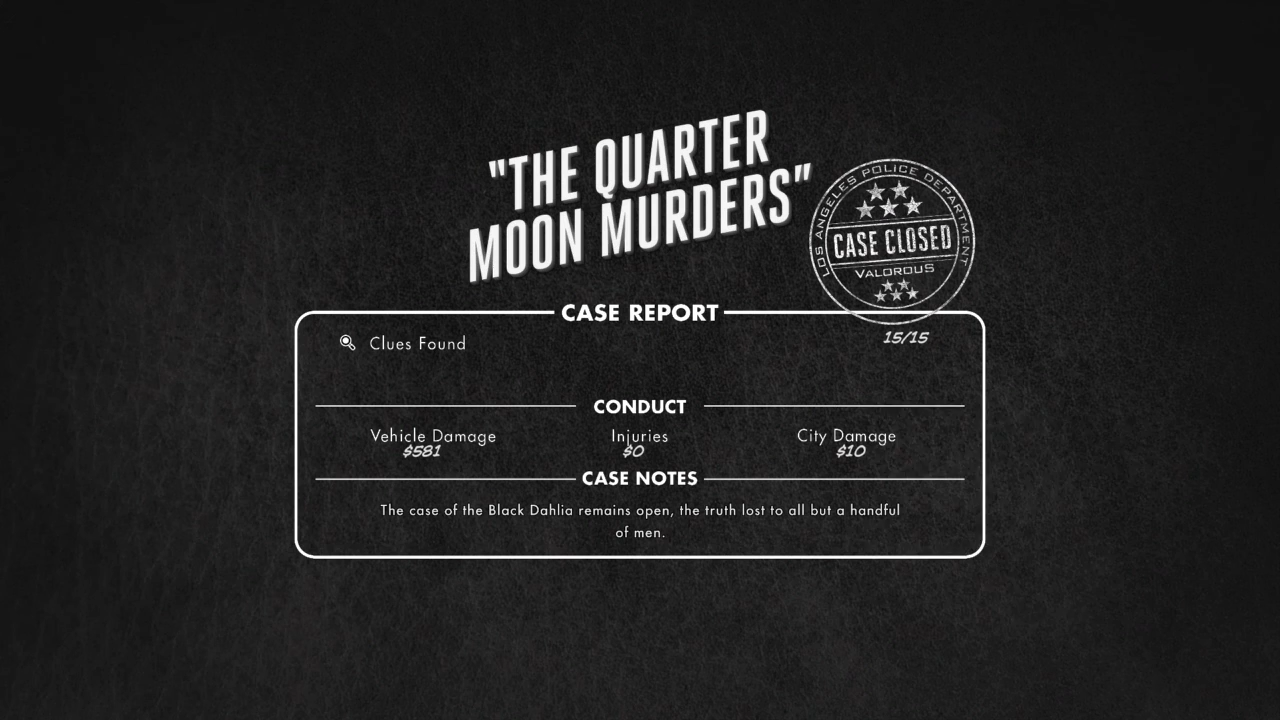 "THE QUARTER
MOON MURDERS"
LOS ANGELES POLICE DEPARTMENT
CASE CLOSED
VALOROUS
CASE REPORT
Clues Found 15/15
CONDUCT
Vehicle Damage Injuries City Damage
$581 $0 $10
CASE NOTES
The case of the Black Dahlia remains open, the truth lost to all but a handful
of men.